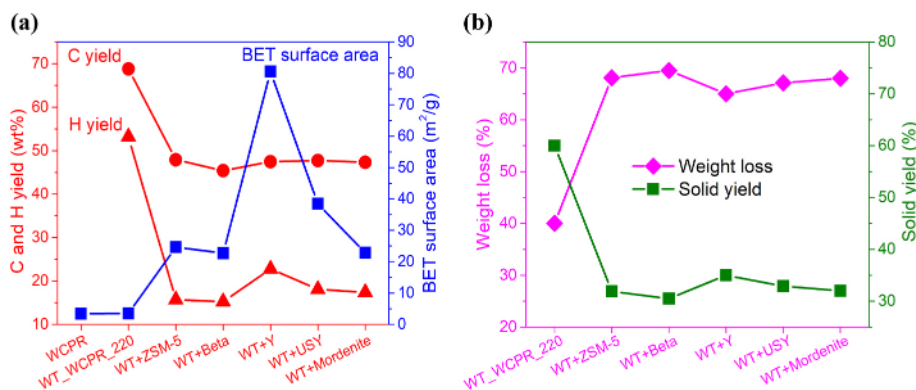 (a)
C yield
H yield
BET surface area
C and H yield (wt%)
70
60
50
40
30
20
10
BET surface area (m²/g)
90
80
70
60
50
40
30
20
10
0
WCPR
WT_WCPR_220
WT+ZSM-5
WT+Beta
WT+Y
WT+USY
WT+Mordenite
(b)
Weight loss (%)
80
70
60
50
40
30
20
Weight loss
Solid yield
Solid yield (%)
80
70
60
50
40
30
WT_WCPR_220
WT+ZSM-5
WT+Beta
WT+Y
WT+USY
WT+Mordenite